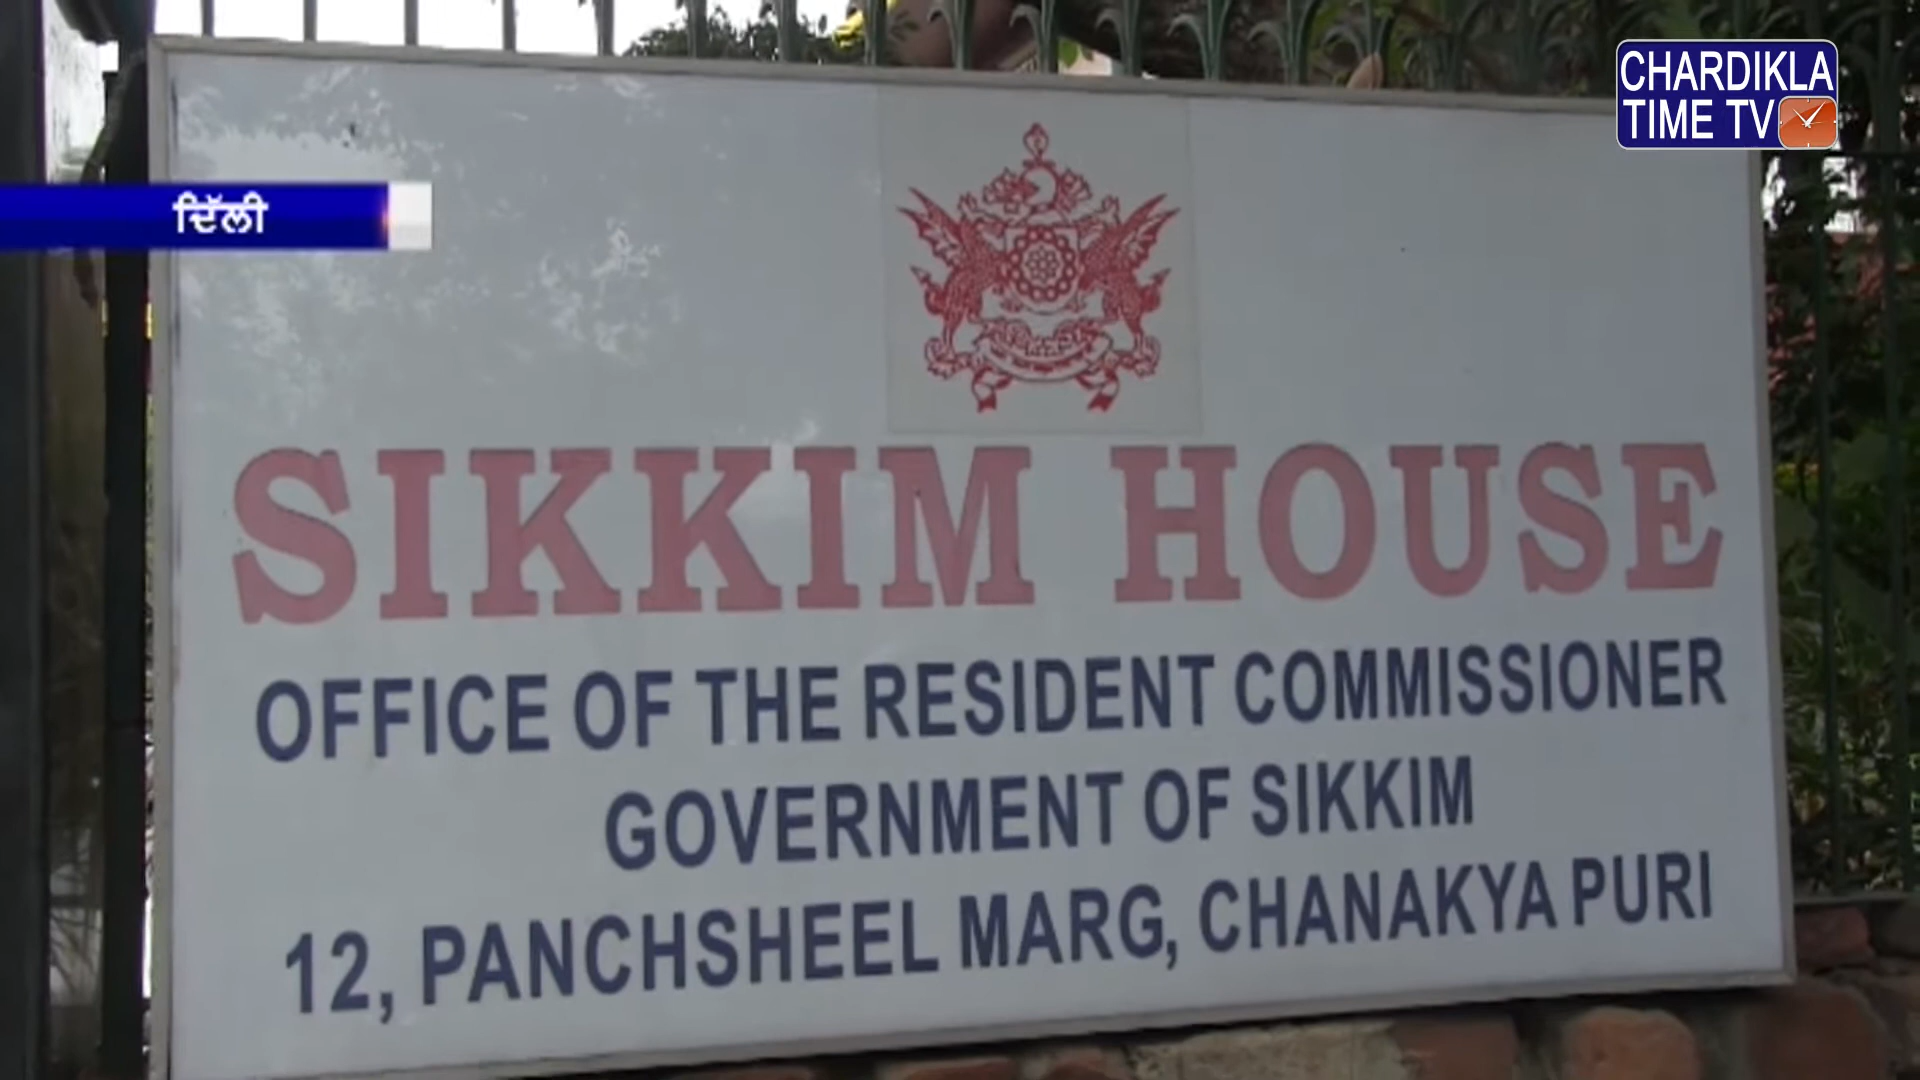 CHARDIKLA
TIME TV
ਦਿੱਲੀ
SIKKIM HOUSE
OFFICE OF THE RESIDENT COMMISSIONER
GOVERNMENT OF SIKKIM
12, PANCHSHEEL MARG, CHANAKYA PURI